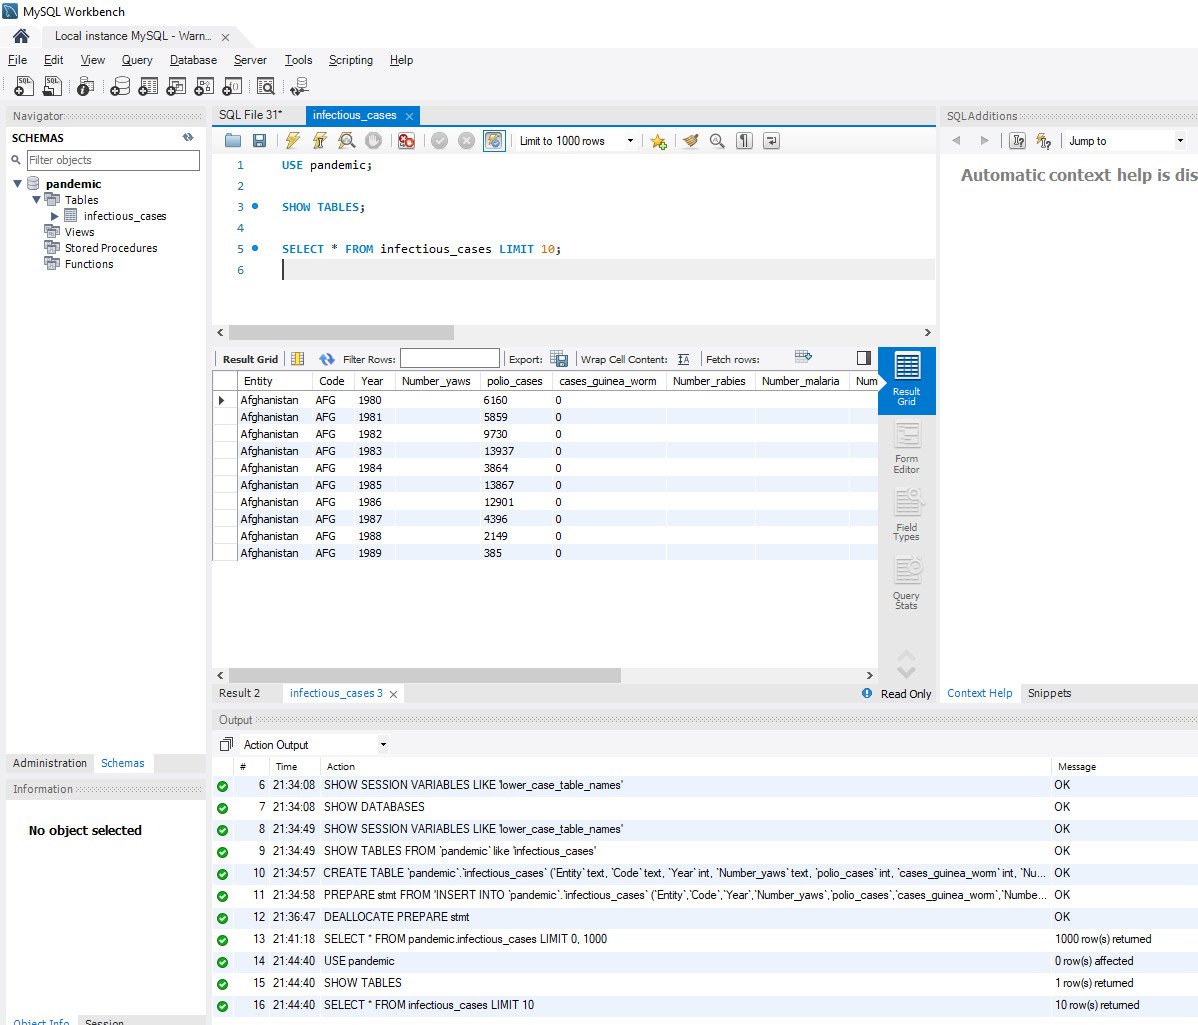 MySQL Workbench
Local instance MySQL - Warn...
File Edit View Query Database Server Tools Scripting Help
Navigator
SCHEMAS
Filter objects
pandemic
Tables
infectious_cases
Views
Stored Procedures
Functions
Administration Schemas
Information
No object selected
Object Info Session
SQL File 31* infectious_cases
Limit to 1000 rows
1 USE pandemic;
2
3 SHOW TABLES;
4
5 SELECT * FROM infectious_cases LIMIT 10;
6
Result Grid Filter Rows: Export: Wrap Cell Content: Fetch rows:
Entity Code Year Number_yaws polio_cases cases_guinea_worm Number_rabies Number_malaria Num
Afghanistan AFG 1980 6160 0
Afghanistan AFG 1981 5859 0
Afghanistan AFG 1982 9730 0
Afghanistan AFG 1983 13937 0
Afghanistan AFG 1984 3864 0
Afghanistan AFG 1985 13867 0
Afghanistan AFG 1986 12901 0
Afghanistan AFG 1987 4396 0
Afghanistan AFG 1988 2149 0
Afghanistan AFG 1989 385 0
Result Grid
Form Editor
Field Types
Query Stats
Result 2 infectious_cases 3 Read Only
SQLAdditions
Jump to
Automatic context help is dis
Context Help Snippets
Output
Action Output
# Time Action Message
6 21:34:08 SHOW SESSION VARIABLES LIKE 'lower_case_table_names' OK
7 21:34:08 SHOW DATABASES OK
8 21:34:49 SHOW SESSION VARIABLES LIKE 'lower_case_table_names' OK
9 21:34:49 SHOW TABLES FROM `pandemic` like 'infectious_cases' OK
10 21:34:57 CREATE TABLE `pandemic`.`infectious_cases` (`Entity` text, `Code` text, `Year` int, `Number_yaws` text, `polio_cases` int, `cases_guinea_worm` int, `Nu... OK
11 21:34:58 PREPARE stmt FROM 'INSERT INTO `pandemic`.`infectious_cases` (`Entity`,`Code`,`Year`,`Number_yaws`,`polio_cases`,`cases_guinea_worm`,`Numbe... OK
12 21:36:47 DEALLOCATE PREPARE stmt OK
13 21:41:18 SELECT * FROM pandemic.infectious_cases LIMIT 0, 1000 1000 row(s) returned
14 21:44:40 USE pandemic 0 row(s) affected
15 21:44:40 SHOW TABLES 1 row(s) returned
16 21:44:40 SELECT * FROM infectious_cases LIMIT 10 10 row(s) returned